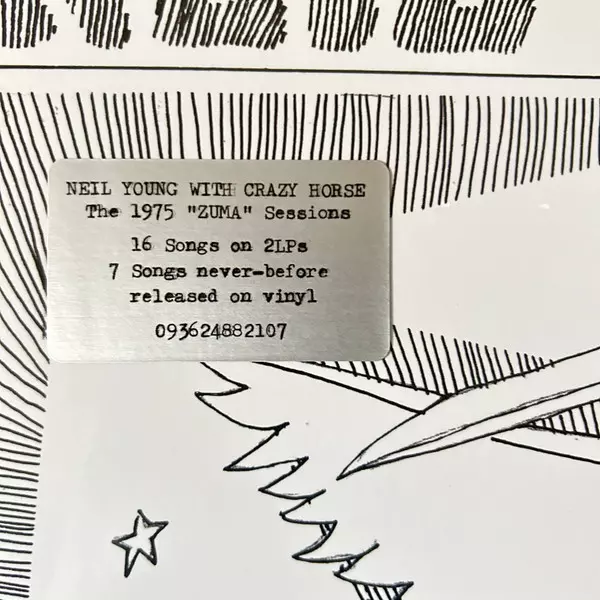 NEIL YOUNG WITH CRAZY HORSE
The 1975 "ZUMA" Sessions
16 Songs on 2LPs
7 Songs never-before
released on vinyl
093624882107